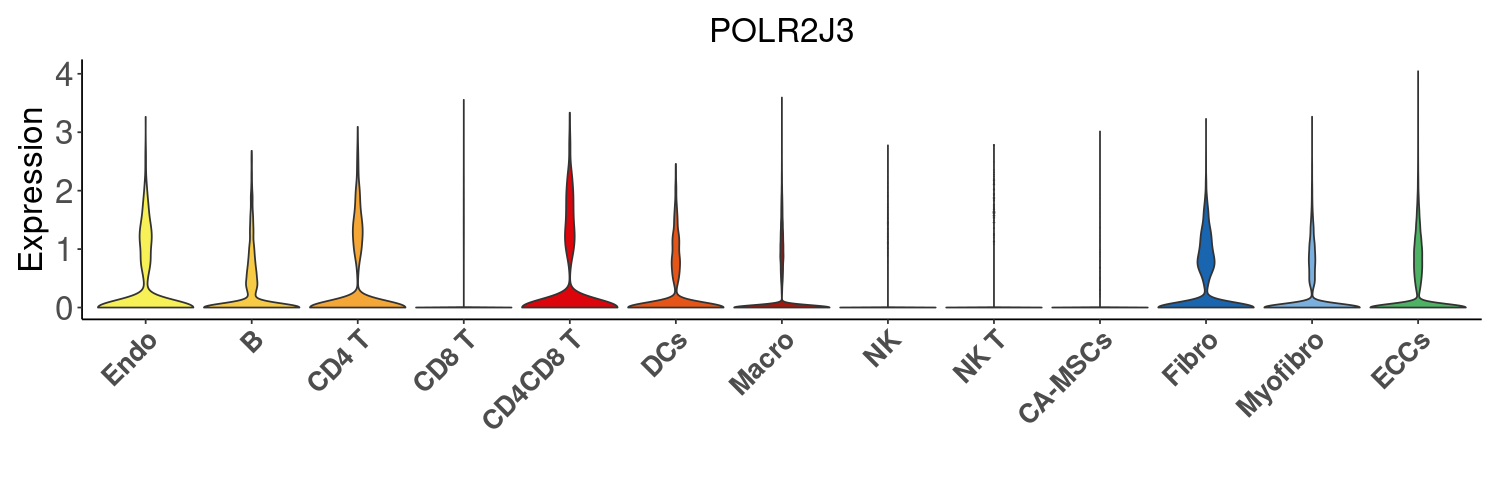 POLR2J3
Expression
4
3
2
1
0
Endo
B
CD4 T
CD8 T
CD4CD8 T
DCs
Macro
NK
NK T
CA-MSCs
Fibro
Myofibro
ECCs